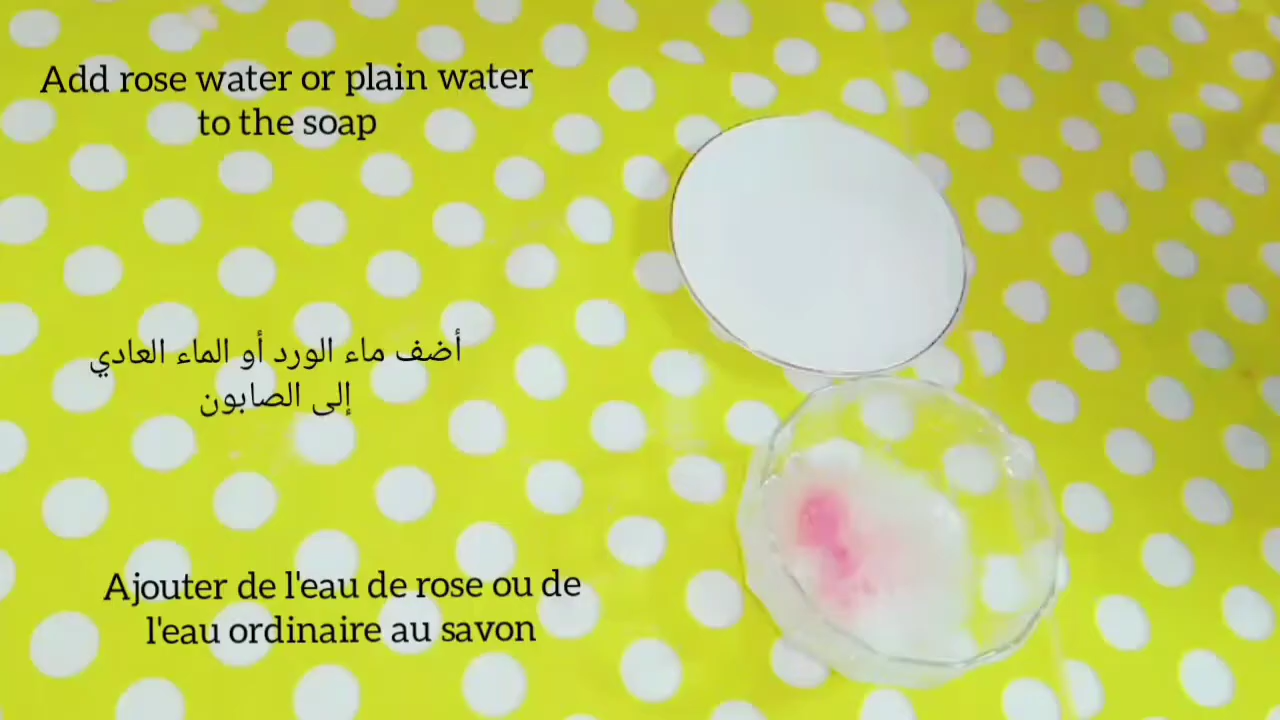 Add rose water or plain water
to the soap
أضف ماء الورد أو الماء العادي
إلى الصابون
Ajouter de l'eau de rose ou de
l'eau ordinaire au savon